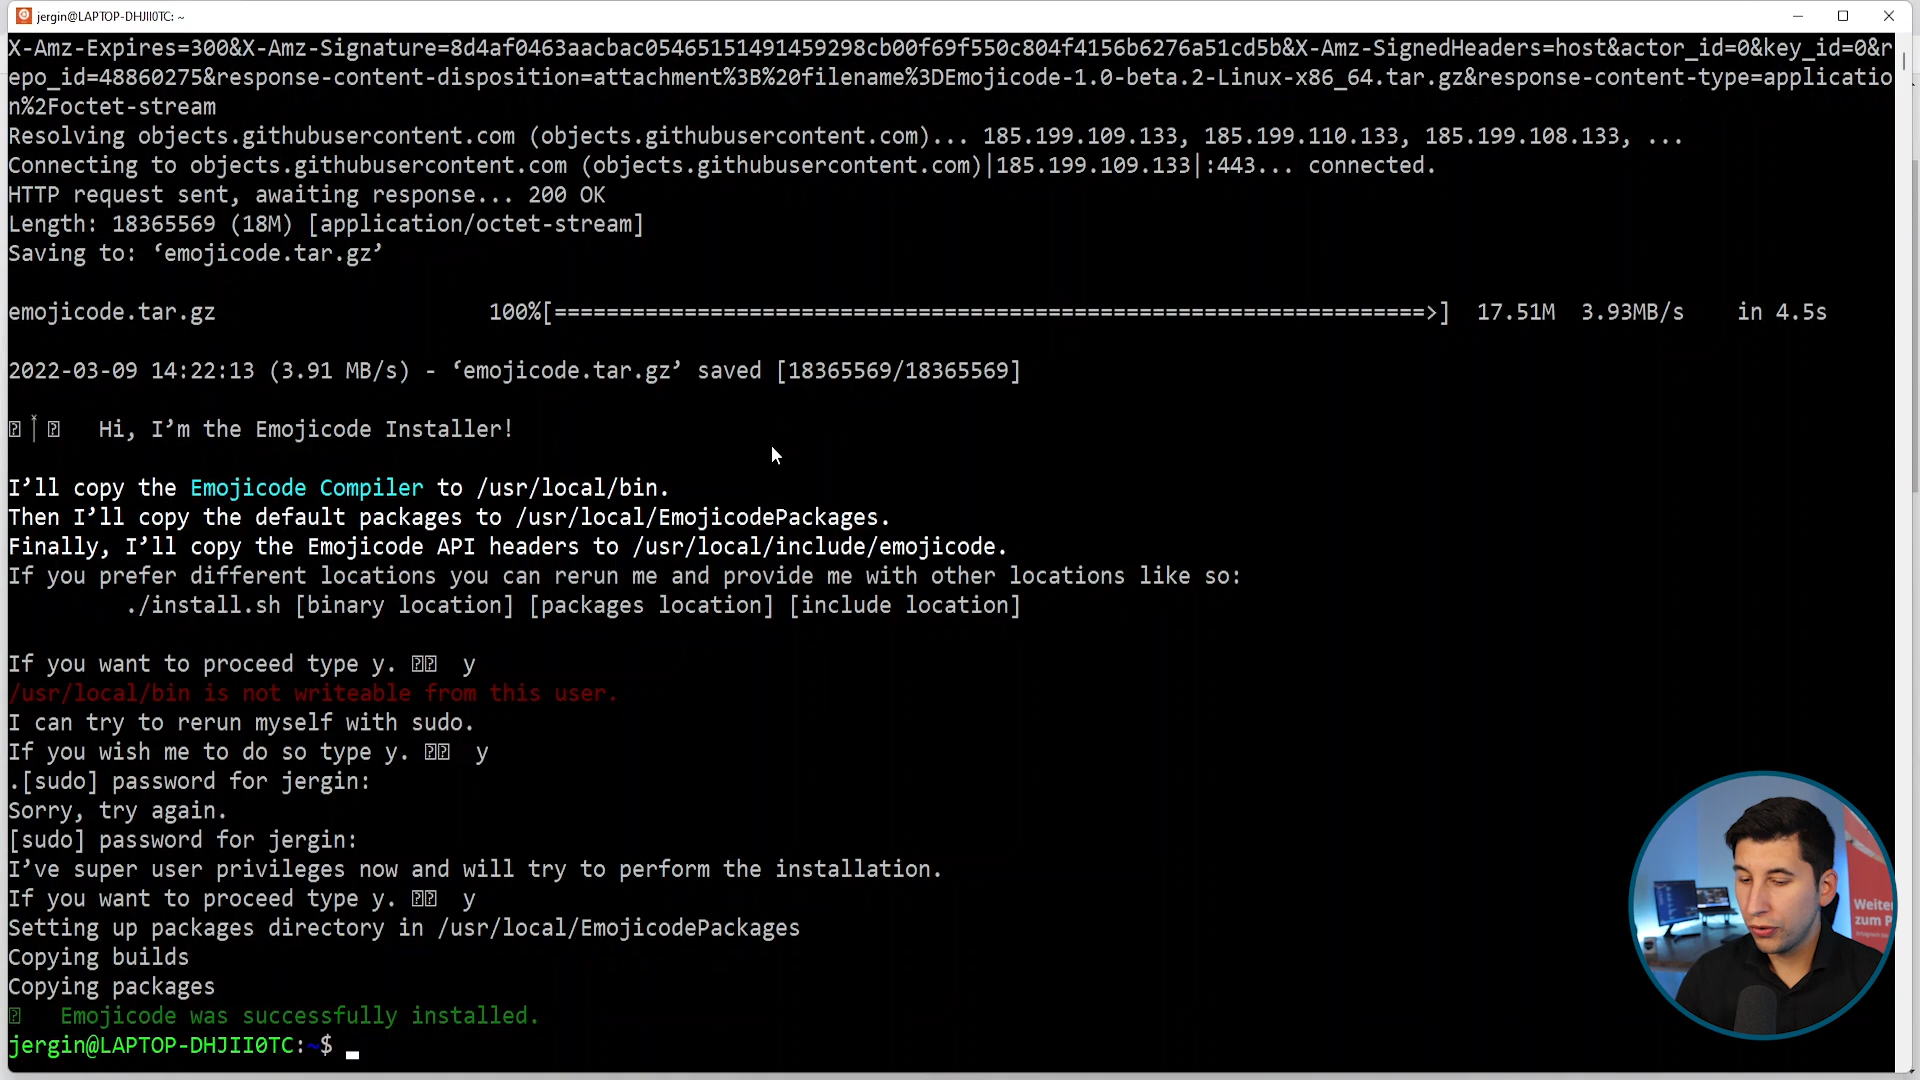 jergin@LAPTOP-DHJII0TC: ~
X-Amz-Expires=300&X-Amz-Signature=8d4af0463aacbac05465151491459298cb00f69f550c804f4156b6276a51cd5b&X-Amz-SignedHeaders=host&actor_id=0&key_id=0&r
epo_id=48860275&response-content-disposition=attachment%3B%20filename%3DEmojicode-1.0-beta.2-Linux-x86_64.tar.gz&response-content-type=applicatio
n%2Foctet-stream
Resolving objects.githubusercontent.com (objects.githubusercontent.com)... 185.199.109.133, 185.199.110.133, 185.199.108.133, ...
Connecting to objects.githubusercontent.com (objects.githubusercontent.com)|185.199.109.133|:443... connected.
HTTP request sent, awaiting response... 200 OK
Length: 18365569 (18M) [application/octet-stream]
Saving to: ‘emojicode.tar.gz’
emojicode.tar.gz 100%[===================================================================>] 17.51M 3.93MB/s in 4.5s
2022-03-09 14:22:13 (3.91 MB/s) - ‘emojicode.tar.gz’ saved [18365569/18365569]
Hi, I’m the Emojicode Installer!
I’ll copy the Emojicode Compiler to /usr/local/bin.
Then I’ll copy the default packages to /usr/local/EmojicodePackages.
Finally, I’ll copy the Emojicode API headers to /usr/local/include/emojicode.
If you prefer different locations you can rerun me and provide me with other locations like so:
./install.sh [binary location] [packages location] [include location]
If you want to proceed type y. y
/usr/local/bin is not writeable from this user.
I can try to rerun myself with sudo.
If you wish me to do so type y. y
.[sudo] password for jergin:
Sorry, try again.
[sudo] password for jergin:
I’ve super user privileges now and will try to perform the installation.
If you want to proceed type y. y
Setting up packages directory in /usr/local/EmojicodePackages
Copying builds
Copying packages
Emojicode was successfully installed.
jergin@LAPTOP-DHJII0TC:~$
Weite
zum P